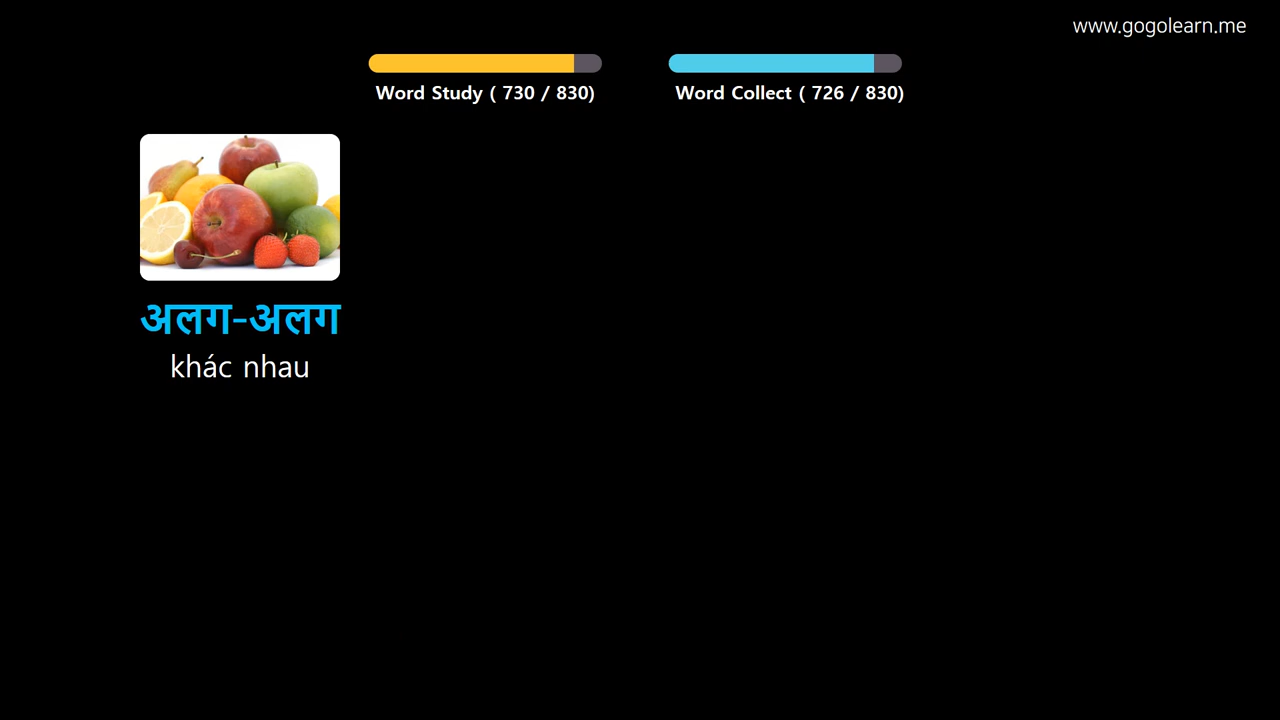 www.gogolearn.me
Word Study ( 730 / 830)
Word Collect ( 726 / 830)
अलग-अलग
khác nhau